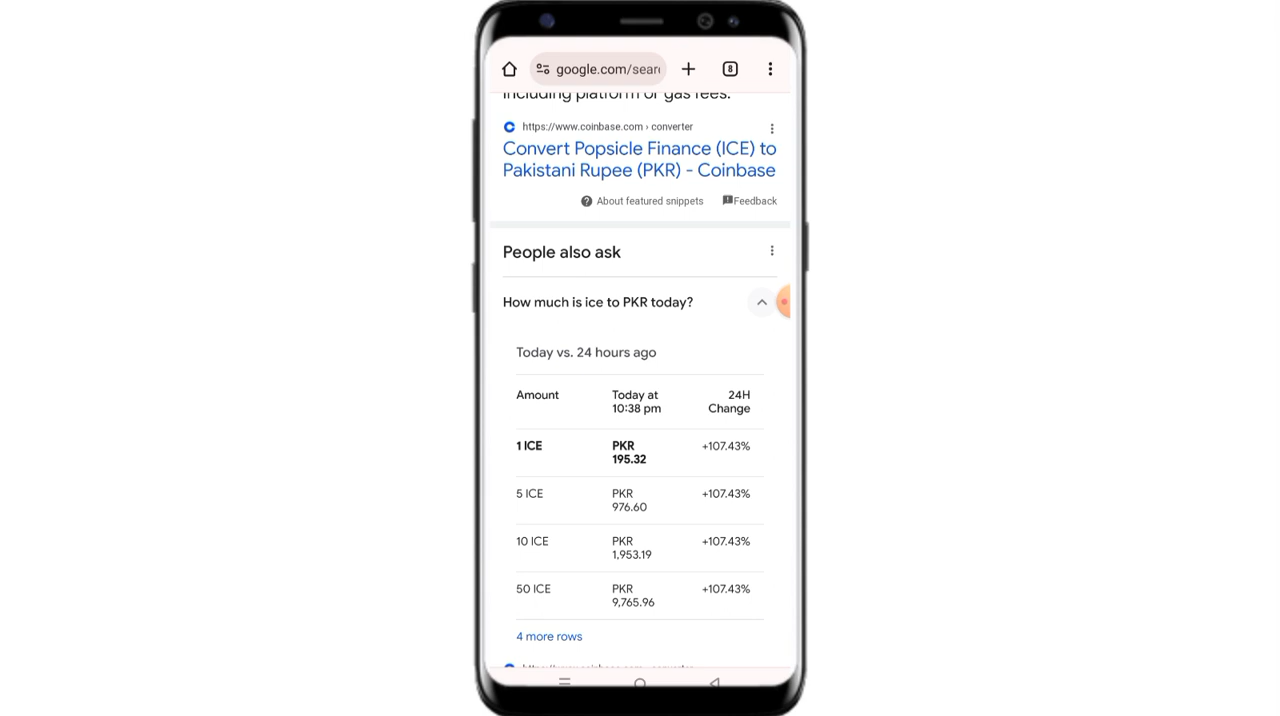 8
google.com/sear
including platform or gas fees.
https://www.coinbase.com › converter
Convert Popsicle Finance (ICE) to
Pakistani Rupee (PKR) - Coinbase
About featured snippets Feedback
People also ask
How much is ice to PKR today?
Today vs. 24 hours ago
Amount Today at 10:38 pm 24H Change
1 ICE PKR 195.32 +107.43%
5 ICE PKR 976.60 +107.43%
10 ICE PKR 1,953.19 +107.43%
50 ICE PKR 9,765.96 +107.43%
4 more rows